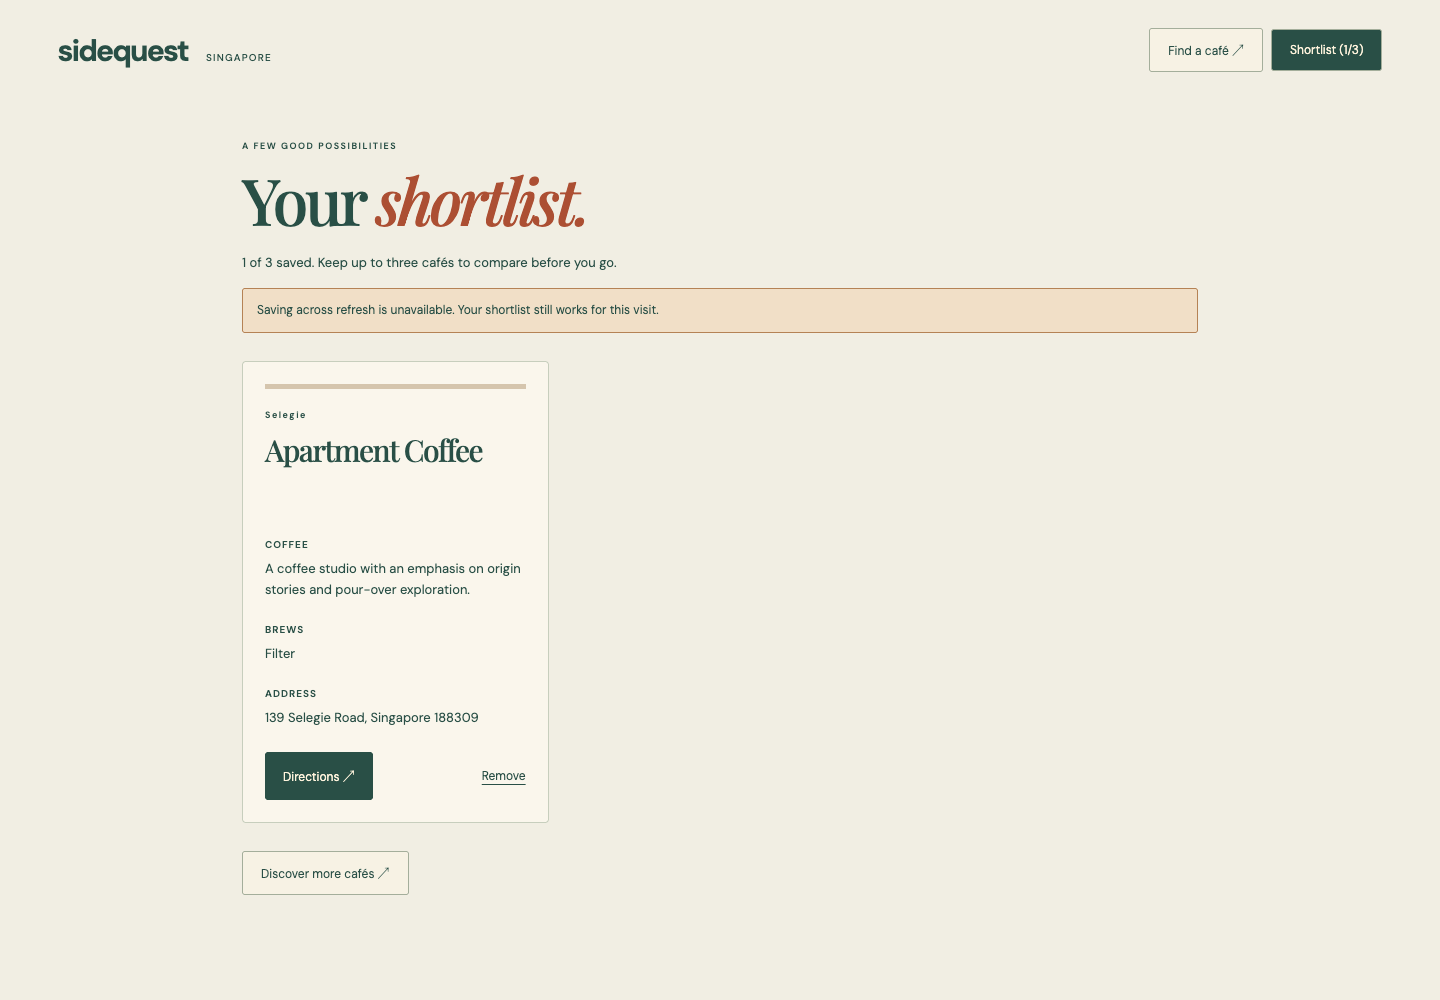 sidequest SINGAPORE
Find a café ↗
Shortlist (1/3)
A FEW GOOD POSSIBILITIES
Your shortlist.
1 of 3 saved. Keep up to three cafés to compare before you go.
Saving across refresh is unavailable. Your shortlist still works for this visit.
Selegie
Apartment Coffee
COFFEE
A coffee studio with an emphasis on origin
stories and pour-over exploration.
BREWS
Filter
ADDRESS
139 Selegie Road, Singapore 188309
Directions ↗
Remove
Discover more cafés ↗